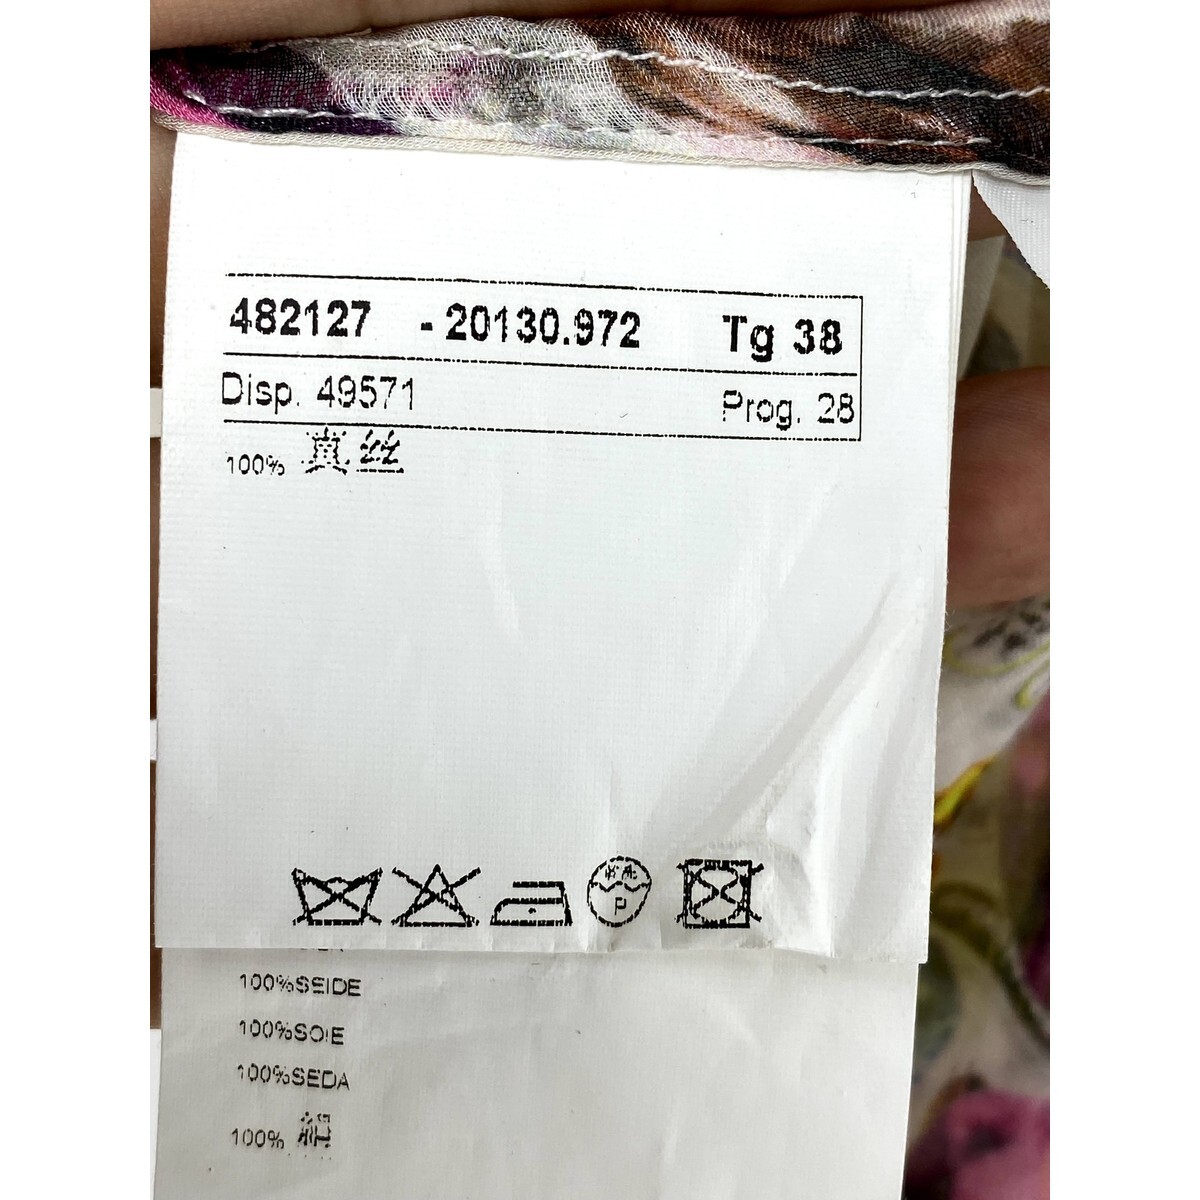 482127 - 20130.972 Tg 38
Disp. 49571 Prog. 28
100% 真丝
P
100%SEIDE
100%SOIE
100%SEDA
100% 絹